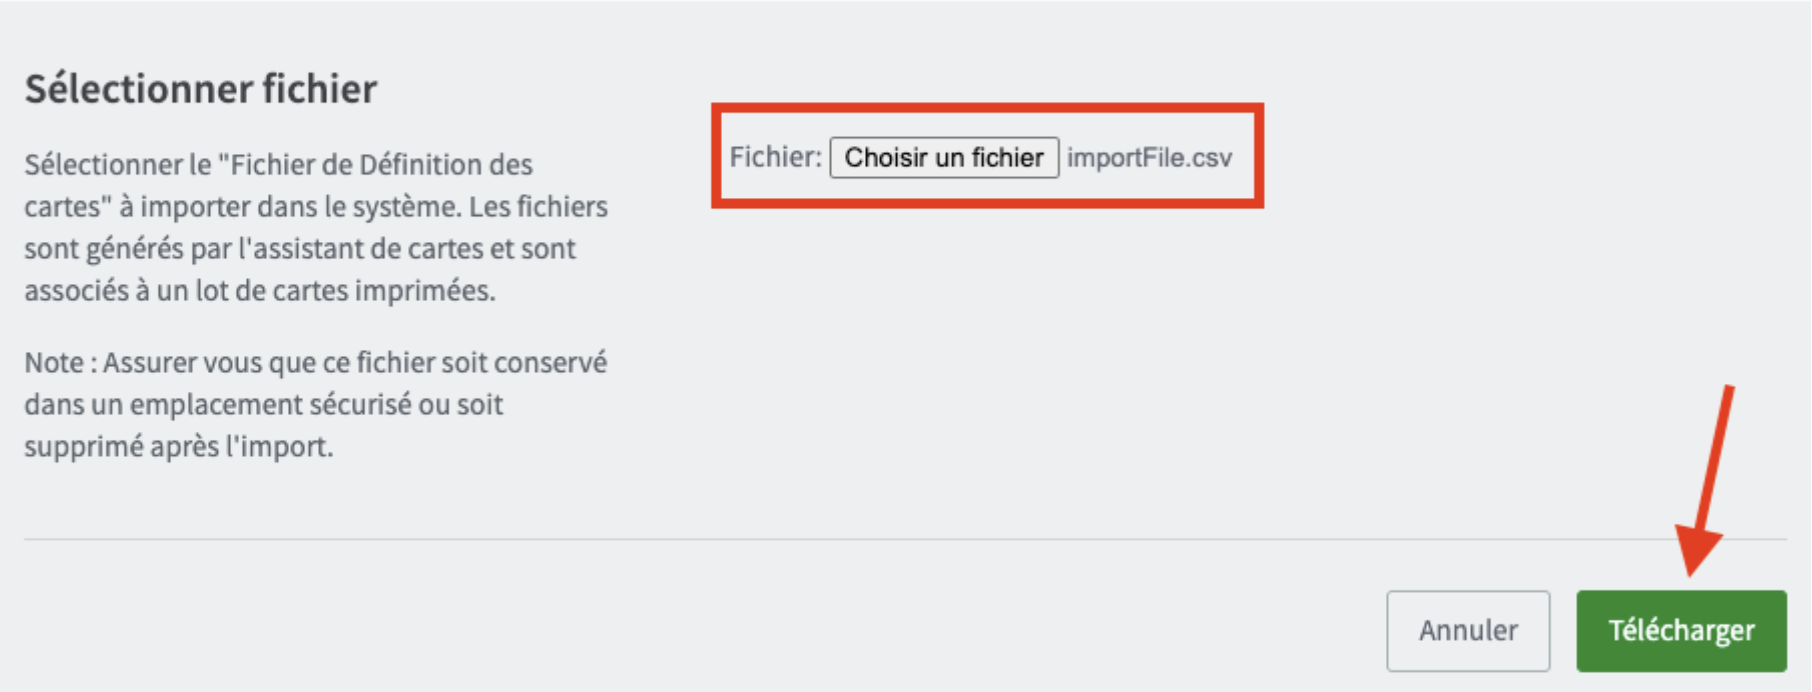 Sélectionner fichier
Sélectionner le "Fichier de Définition des
cartes" à importer dans le système. Les fichiers
sont générés par l'assistant de cartes et sont
associés à un lot de cartes imprimées.
Note : Assurer vous que ce fichier soit conservé
dans un emplacement sécurisé ou soit
supprimé après l'import.
Fichier: Choisir un fichier importFile.csv
Annuler Télécharger